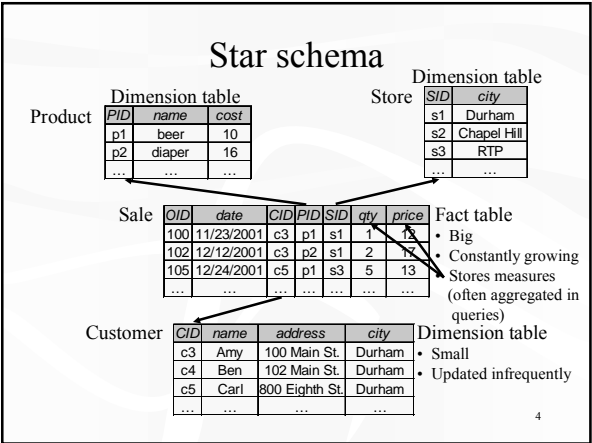 Star schema
Dimension table
Product
PID name cost
p1 beer 10
p2 diaper 16
… … …
Dimension table
Store
SID city
s1 Durham
s2 Chapel Hill
s3 RTP
… …
Sale
OID date CID PID SID qty price
100 11/23/2001 c3 p1 s1 1 12
102 12/12/2001 c3 p2 s1 2 17
105 12/24/2001 c5 p1 s3 5 13
… … … … … … …
Fact table
• Big
• Constantly growing
• Stores measures
(often aggregated in
queries)
Customer
CID name address city
c3 Amy 100 Main St. Durham
c4 Ben 102 Main St. Durham
c5 Carl 800 Eighth St. Durham
… … … …
Dimension table
• Small
• Updated infrequently
4